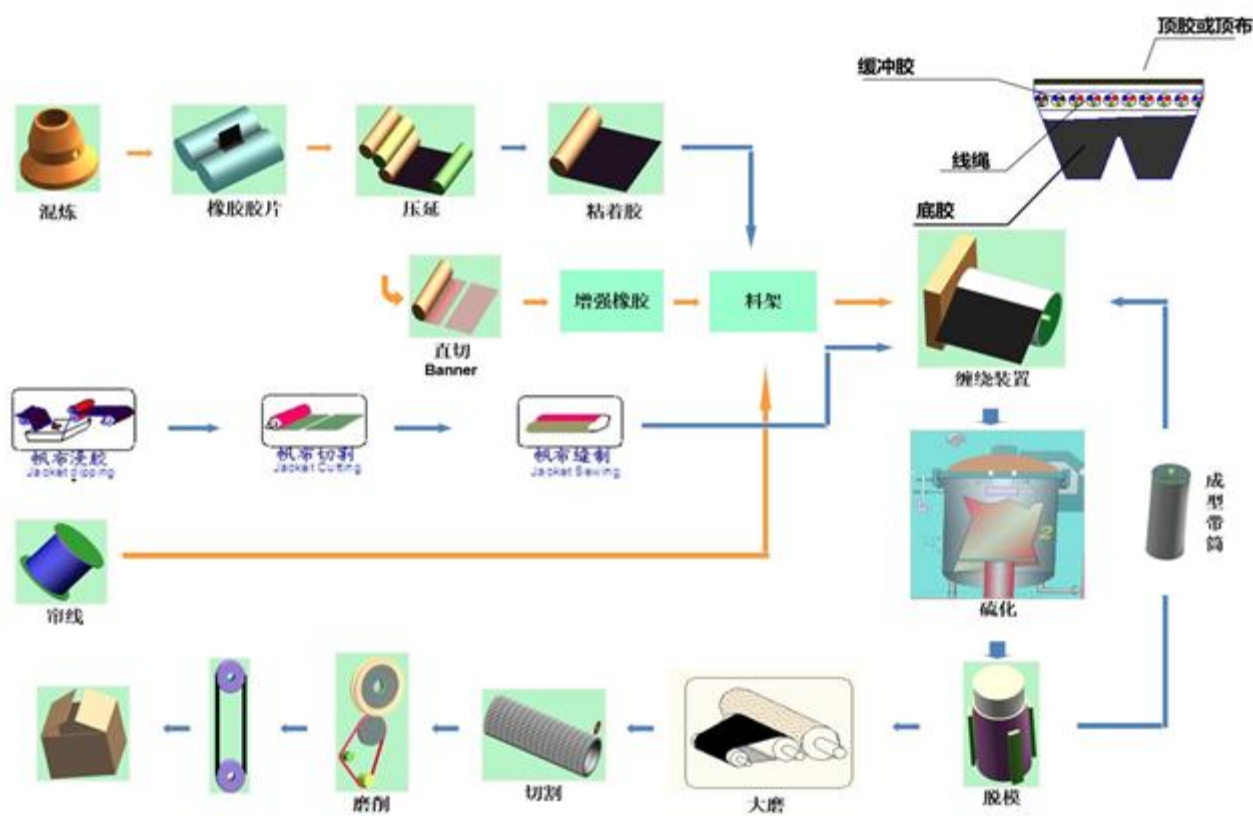 顶胶或顶布
缓冲胶
线绳
底胶
混炼
橡胶胶片
压延
粘着胶
直切
Banner
增强橡胶
料架
缠绕装置
帆布浸胶
Jacket dipping
帆布切割
Jacket Cutting
帆布缝制
Jacket Sewing
帘线
硫化
2
成型带筒
磨削
切割
大磨
脱模